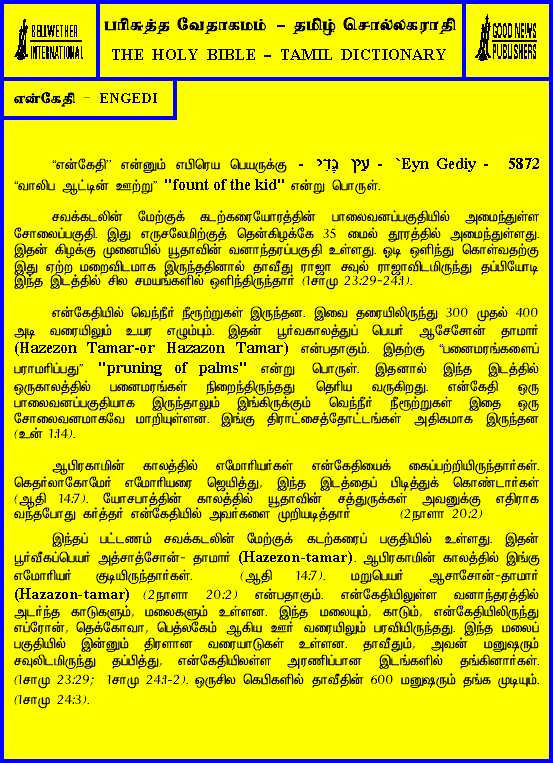 BELLWETHER
INTERNATIONAL
பரிசுத்த வேதாகமம் – தமிழ் சொல்லகராதி
THE HOLY BIBLE – TAMIL DICTIONARY
GOOD NEWS
PUBLISHERS
என்கேதி – ENGEDI
“என்கேதி” என்னும் எபிரெய பெயருக்கு - עין גדי - `Eyn Gediy - 5872
“வாலிப ஆட்டின் ஊற்று” "fount of the kid" என்று பொருள்.
சவக்கடலின் மேற்குக் கடற்கரையோரத்தின் பாலைவனப்பகுதியில் அமைந்துள்ள
சோலைப்பகுதி. இது எருசலேமிற்குத் தென்கிழக்கே 35 மைல் தூரத்தில் அமைந்துள்ளது.
இதன் கிழக்கு முனையில் யூதாவின் வனாந்தரப்பகுதி உள்ளது. ஓடி ஒளிந்து கொள்வதற்கு
இது ஏற்ற மறைவிடமாக இருந்ததினால் தாவீது ராஜா சவுல் ராஜாவிடமிருந்து தப்பியோடி
இந்த இடத்தில் சில சமயங்களில் ஒளிந்திருந்தார் (1சாமு 23:29-24:1).
என்கேதியில் வெந்நீர் நீரூற்றுகள் இருந்தன. இவை தரையிலிருந்து 300 முதல் 400
அடி வரையிலும் உயர எழும்பும். இதன் பூர்வகாலத்துப் பெயர் ஆசேசோன் தாமார்
(Hazezon Tamar-or Hazazon Tamar) என்பதாகும். இதற்கு “பனைமரங்களைப்
பராமரிப்பது” "pruning of palms" என்று பொருள். இதனால் இந்த இடத்தில்
ஒருகாலத்தில் பனைமரங்கள் நிறைந்திருந்தது தெரிய வருகிறது. என்கேதி ஒரு
பாலைவனப்பகுதியாக இருந்தாலும் இங்கிருக்கும் வெந்நீர் நீரூற்றுகள் இதை ஒரு
சோலைவனமாகவே மாறியுள்ளன. இங்கு திராட்சைத்தோட்டங்கள் அதிகமாக இருந்தன
(உன் 1:14).
ஆபிரகாமின் காலத்தில் எமோரியர்கள் என்கேதியைக் கைப்பற்றியிருந்தார்கள்.
கெதர்லாகோமேர் எமோரியரை ஜெயித்து, இந்த இடத்தைப் பிடித்துக் கொண்டார்கள்
(ஆதி 14:7). யோசபாத்தின் காலத்தில் யூதாவின் சத்துருக்கள் அவனுக்கு எதிராக
வந்தபோது கர்த்தர் என்கேதியில் அவர்களை முறியடித்தார் (2நாளா 20:2)
இந்தப் பட்டணம் சவக்கடலின் மேற்குக் கடற்கரைப் பகுதியில் உள்ளது. இதன்
பூர்வீகப்பெயர் அத்சாத்சோன்- தாமார் (Hazezon-tamar). ஆபிரகாமின் காலத்தில் இங்கு
எமோரியர் குடியிருந்தார்கள். (ஆதி 14:7). மறுபெயர் ஆசாசோன்-தாமார்
(Hazazon-tamar) (2நாளா 20:2) என்பதாகும். என்கேதியிலுள்ள வனாந்தரத்தில்
அடர்ந்த காடுகளும், மலைகளும் உள்ளன. இந்த மலையும், காடும், என்கேதியிலிருந்து
எப்ரோன், தெக்கோவா, பெத்லகேம் ஆகிய ஊர் வரையிலும் பரவியிருந்தது. இந்த மலைப்
பகுதியில் இன்னும் திரளான வரையாடுகள் உள்ளன. தாவீதும், அவன் மனுஷரும்
சவுலிடமிருந்து தப்பித்து, என்கேதியிலள்ள அரணிப்பான இடங்களில் தங்கினார்கள்.
(1சாமு 23:29; 1சாமு 24:1-2). ஒருசில கெபிகளில் தாவீதின் 600 மனுஷரும் தங்க முடியும்.
(1சாமு 24:3).